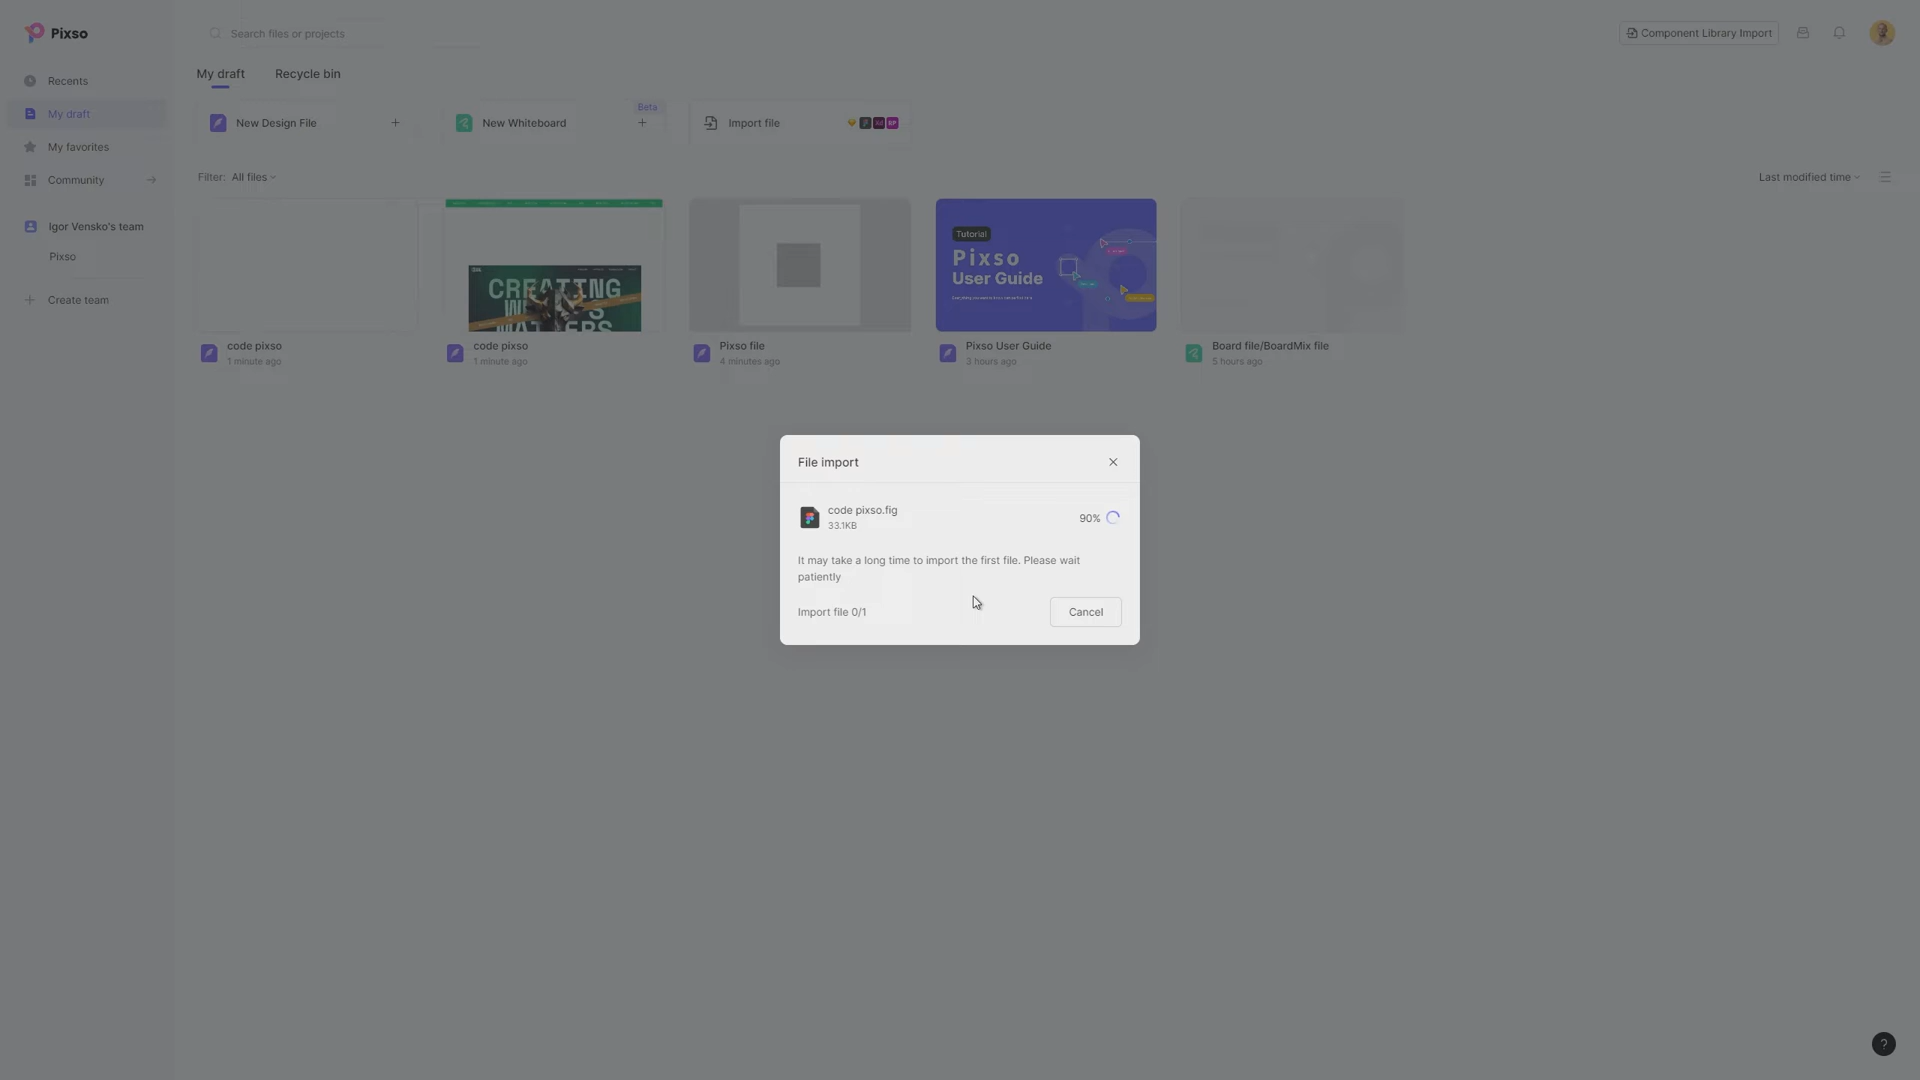 Pixso
Search files or projects
Component Library Import
Recents
My draft
My favorites
Community
Igor Vensko's team
Pixso
Create team
My draft
Recycle bin
New Design File
New Whiteboard
Beta
Import file
Filter: All files
Last modified time
CREATING
Tutorial
Pixso
User Guide
code pixso
1 minute ago
code pixso
1 minute ago
Pixso file
4 minutes ago
Pixso User Guide
3 hours ago
Board file/BoardMix file
5 hours ago
File import
code pixso.fig
33.1KB
90%
It may take a long time to import the first file. Please wait
patiently
Import file 0/1
Cancel
?